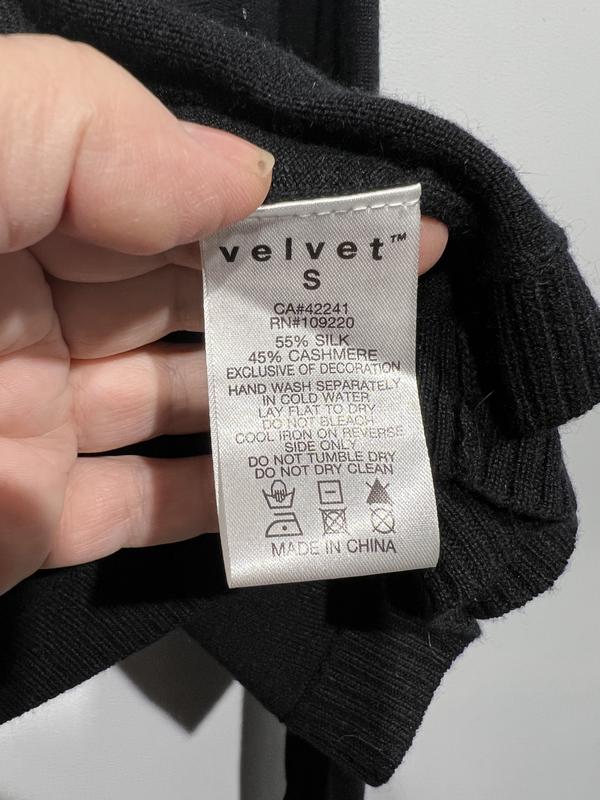 velvet™
S
CA#42241
RN#109220
55% SILK
45% CASHMERE
EXCLUSIVE OF DECORATION
HAND WASH SEPARATELY
IN COLD WATER
LAY FLAT TO DRY
DO NOT BLEACH
COOL IRON ON REVERSE
SIDE ONLY
DO NOT TUMBLE DRY
DO NOT DRY CLEAN
MADE IN CHINA